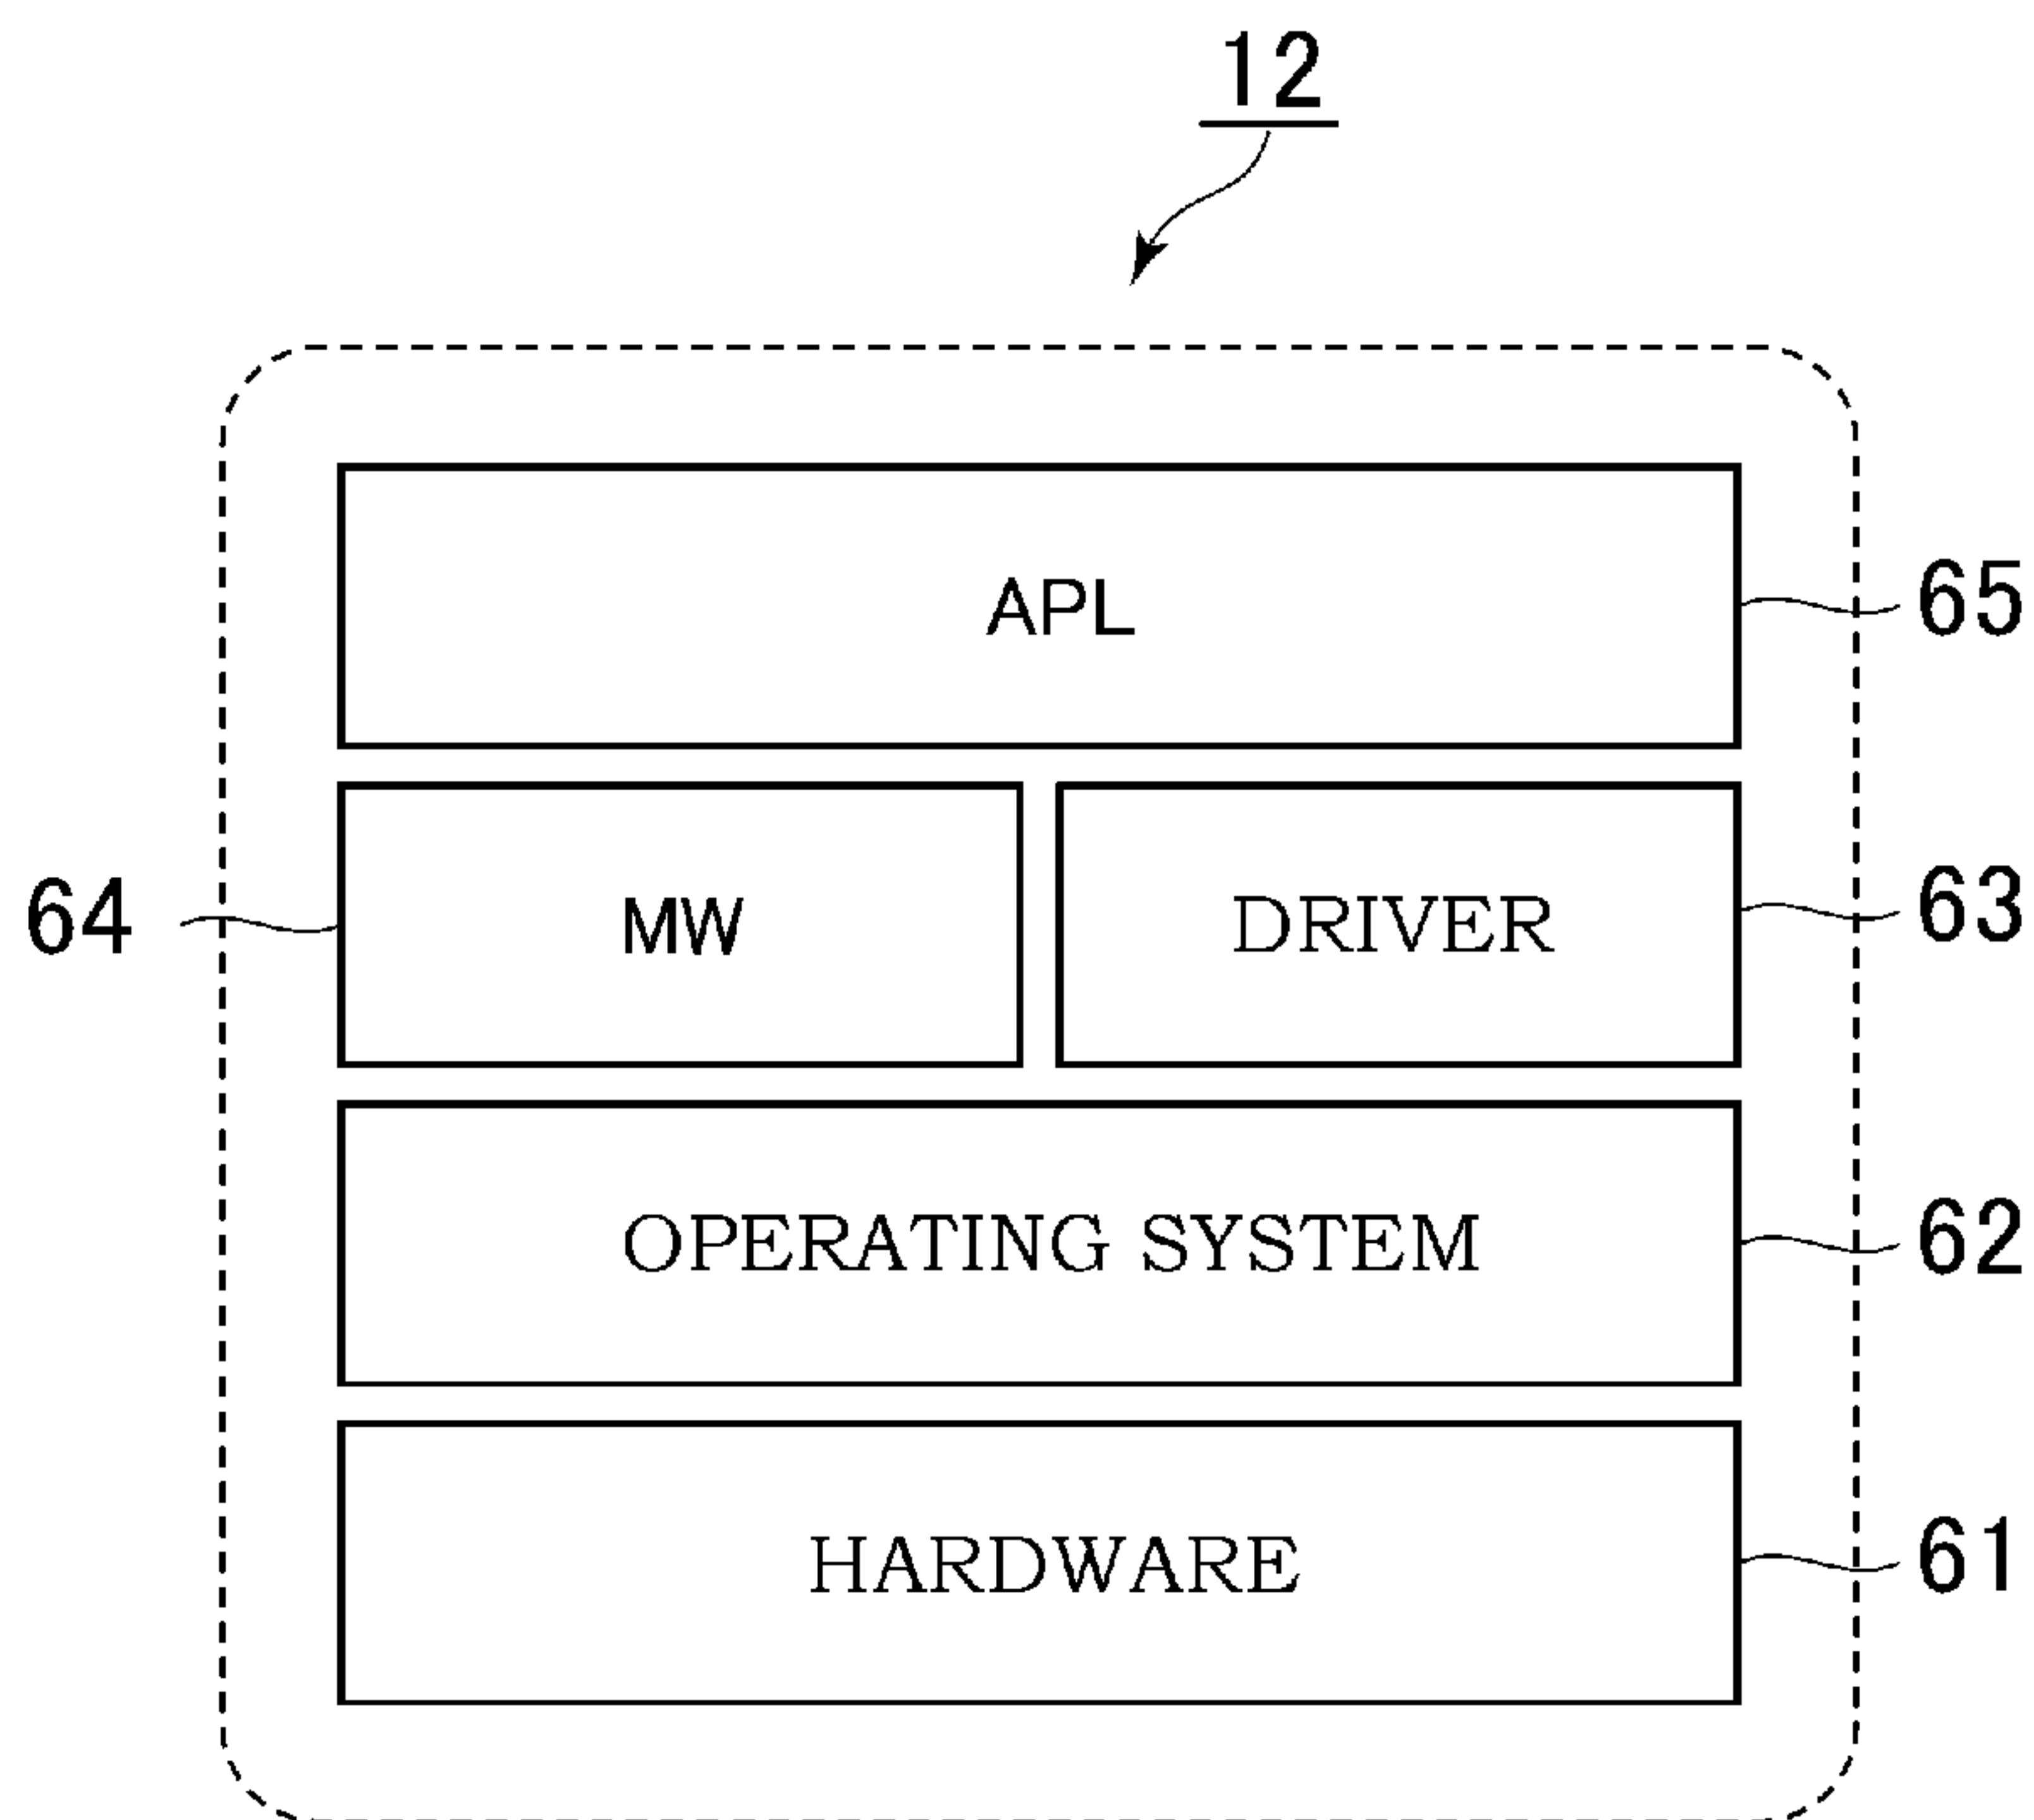 12
APL
65
64
MW
DRIVER
63
OPERATING SYSTEM
62
HARDWARE
61